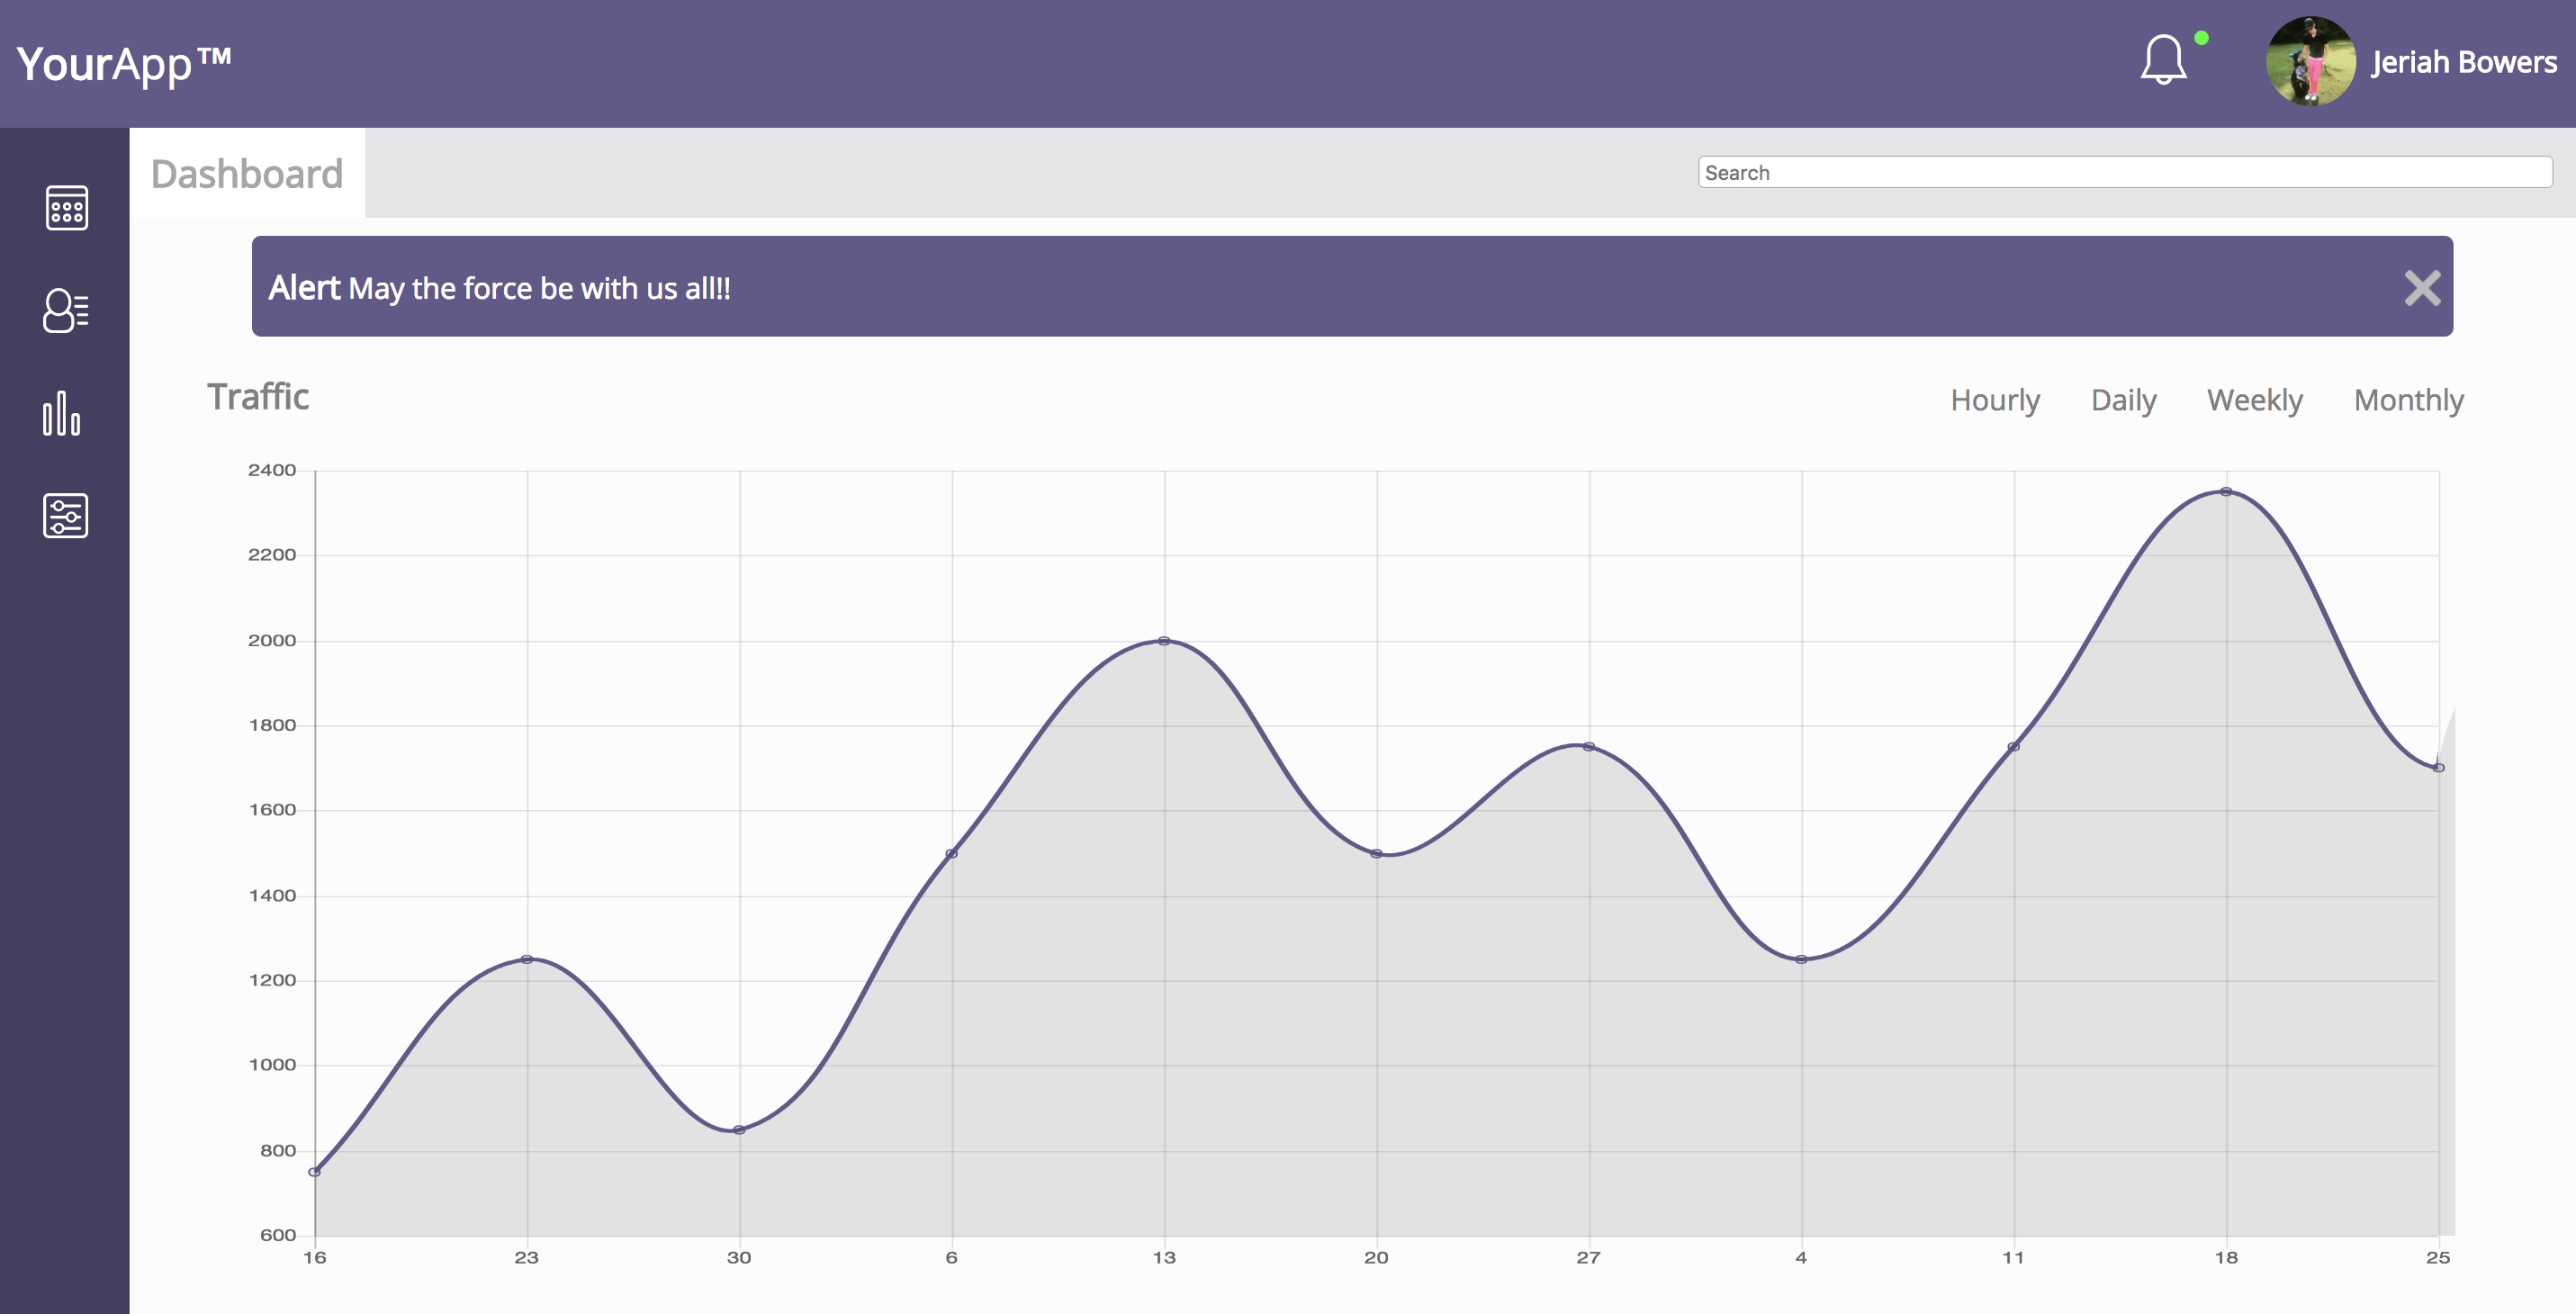 YourApp™
Jeriah Bowers
Dashboard
Search
Alert May the force be with us all!!
Traffic
Hourly Daily Weekly Monthly
2400
2200
2000
1800
1600
1400
1200
1000
800
600
16 23 30 6 13 20 27 4 11 18 25